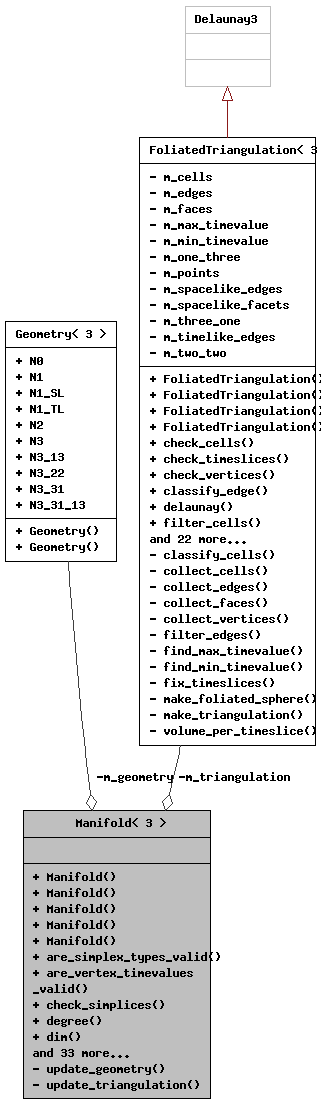 Delaunay3
FoliatedTriangulation< 3
- m_cells
- m_edges
- m_faces
- m_max_timevalue
- m_min_timevalue
- m_one_three
- m_points
- m_spacelike_edges
- m_spacelike_facets
- m_three_one
- m_timelike_edges
- m_two_two
+ FoliatedTriangulation()
+ FoliatedTriangulation()
+ FoliatedTriangulation()
+ FoliatedTriangulation()
+ check_cells()
+ check_timeslices()
+ check_vertices()
+ classify_edge()
+ delaunay()
+ filter_cells()
and 22 more...
- classify_cells()
- collect_cells()
- collect_edges()
- collect_faces()
- collect_vertices()
- filter_edges()
- find_max_timevalue()
- find_min_timevalue()
- fix_timeslices()
- make_foliated_sphere()
- make_triangulation()
- volume_per_timeslice()
Geometry< 3 >
+ N0
+ N1
+ N1_SL
+ N1_TL
+ N2
+ N3
+ N3_13
+ N3_22
+ N3_31
+ N3_31_13
+ Geometry()
+ Geometry()
-m_geometry
-m_triangulation
Manifold< 3 >
+ Manifold()
+ Manifold()
+ Manifold()
+ Manifold()
+ Manifold()
+ are_simplex_types_valid()
+ are_vertex_timevalues
_valid()
+ check_simplices()
+ degree()
+ dim()
and 33 more...
- update_geometry()
- update_triangulation()